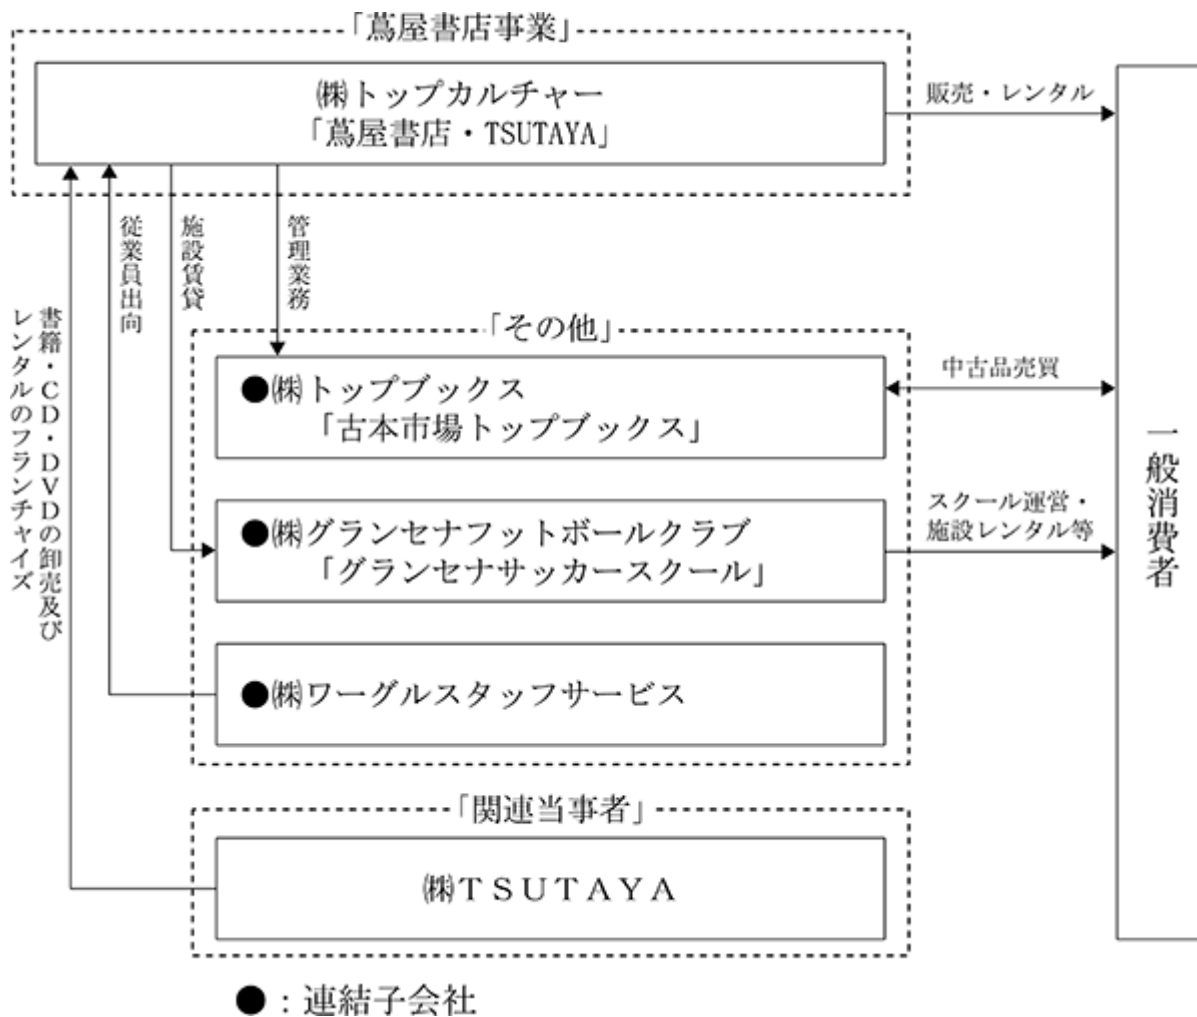 「蔦屋書店事業」
㈱トップカルチャー
「蔦屋書店・TSUTAYA」
販売・レンタル
書籍・CD・DVDの卸売及び
レンタルのフランチャイズ
従業員出向
施設賃貸
管理業務
「その他」
●㈱トップブックス
「古本市場トップブックス」
中古品売買
●㈱グランセナフットボールクラブ
「グランセナサッカースクール」
スクール運営・
施設レンタル等
●㈱ワーグルスタッフサービス
一般消費者
「関連当事者」
㈱TSUTAYA
●：連結子会社